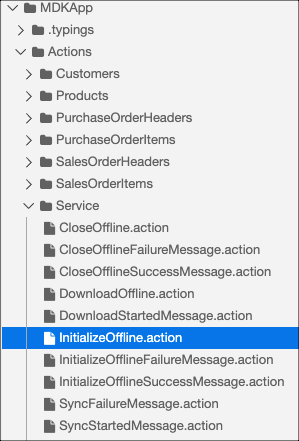 MDKApp
.typings
Actions
Customers
Products
PurchaseOrderHeaders
PurchaseOrderItems
SalesOrderHeaders
SalesOrderItems
Service
CloseOffline.action
CloseOfflineFailureMessage.action
CloseOfflineSuccessMessage.action
DownloadOffline.action
DownloadStartedMessage.action
InitializeOffline.action
InitializeOfflineFailureMessage.action
InitializeOfflineSuccessMessage.action
SyncFailureMessage.action
SyncStartedMessage.action